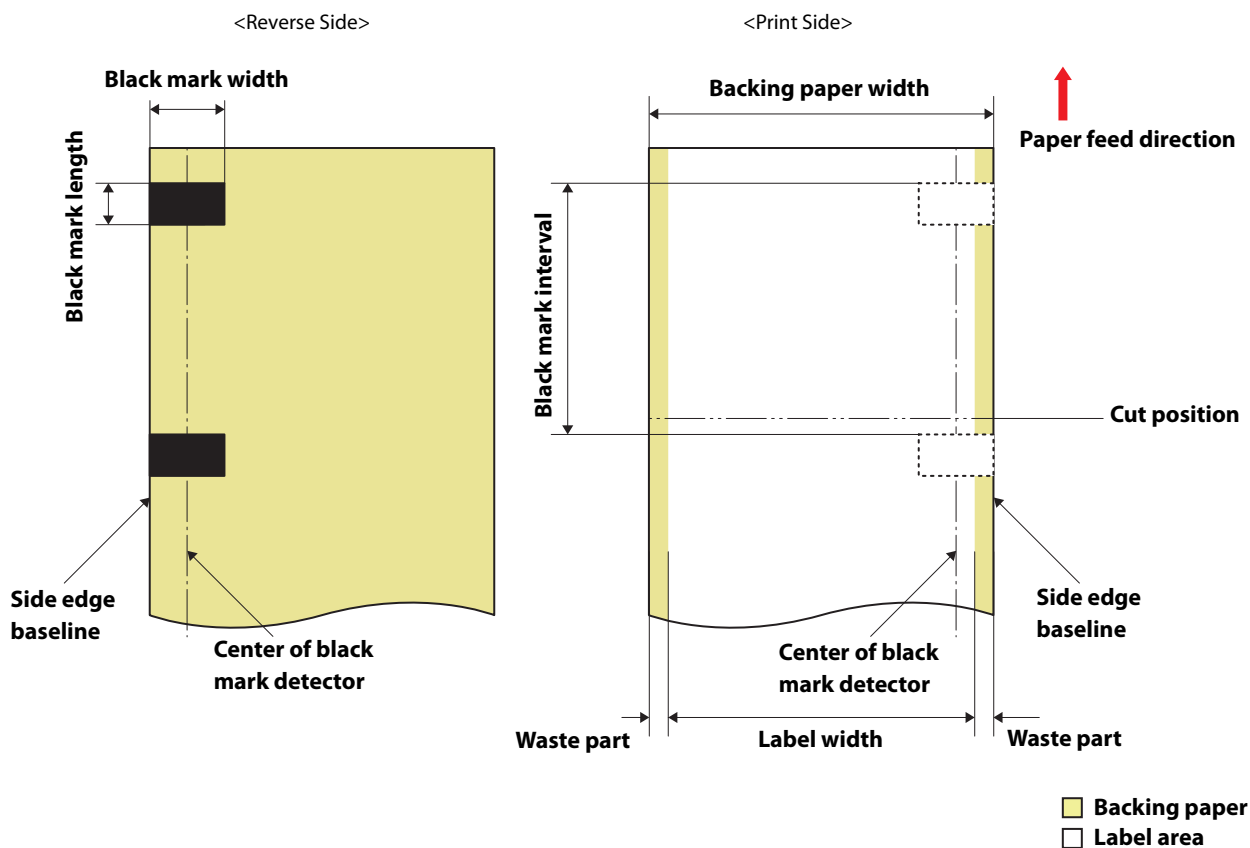 <Reverse Side>
<Print Side>
Black mark width
Backing paper width
Paper feed direction
Black mark length
Black mark interval
Cut position
Side edge
baseline
Center of black
mark detector
Center of black
mark detector
Side edge
baseline
Waste part
Label width
Waste part
Backing paper
Label area